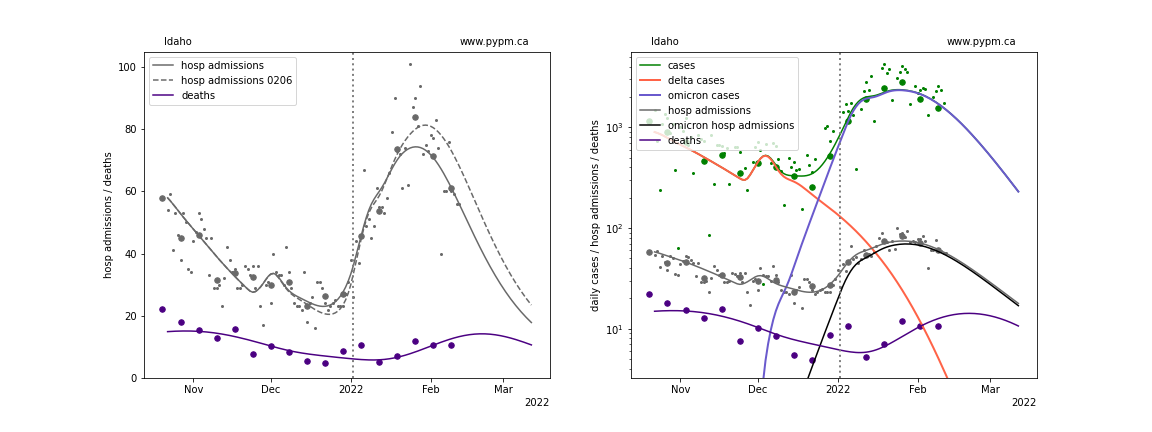 Idaho
www.pypm.ca
hosp admissions
hosp admissions 0206
deaths
hosp admissions / deaths
100
80
60
40
20
0
Nov
Dec
2022
Feb
Mar
2022
Idaho
www.pypm.ca
cases
delta cases
omicron cases
hosp admissions
omicron hosp admissions
deaths
daily cases / hosp admissions / deaths
10³
10²
10¹
Nov
Dec
2022
Feb
Mar
2022